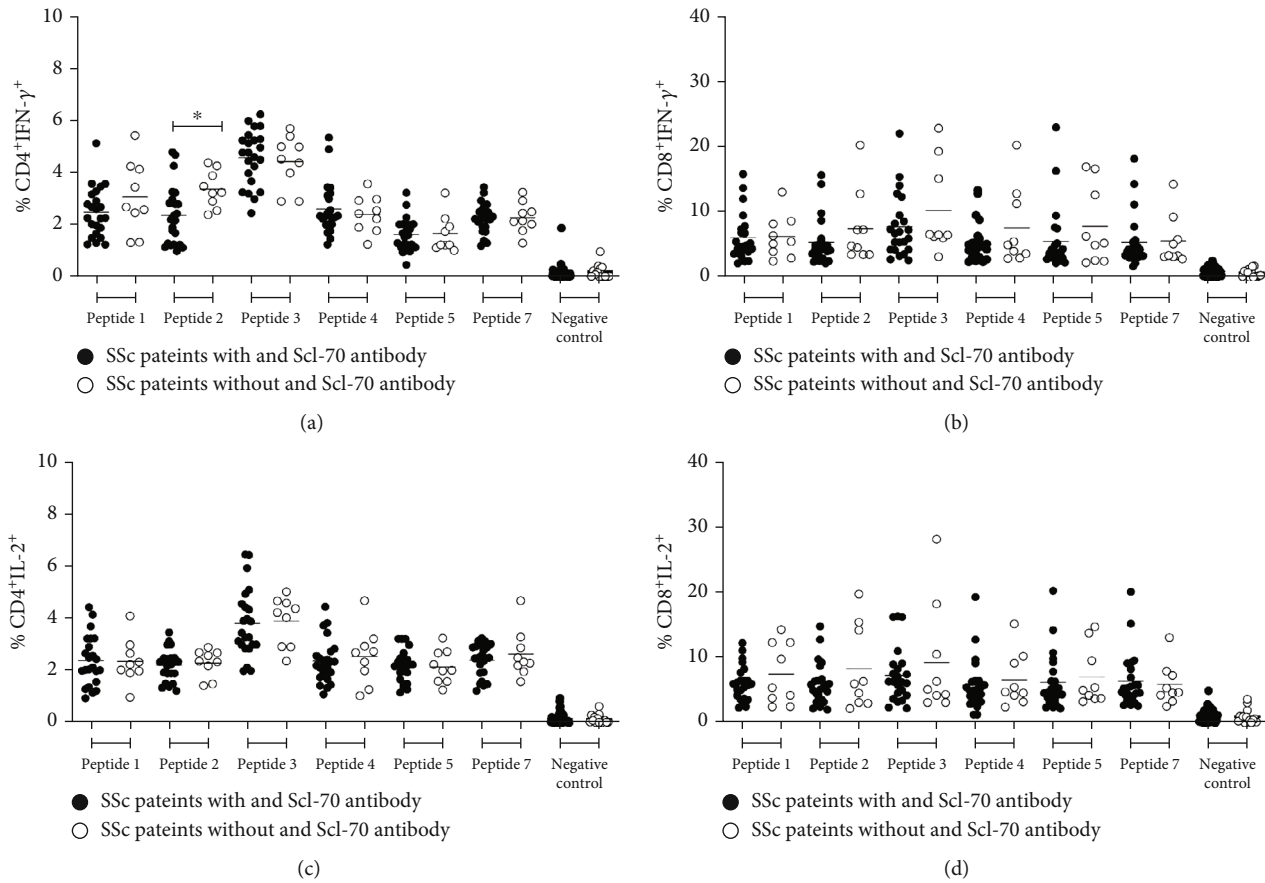 10
8
6
4
2
0
% CD4+IFN-γ+
*
Peptide 1 Peptide 2 Peptide 3 Peptide 4 Peptide 5 Peptide 7 Negative control
SSc pateints with and Scl-70 antibody
SSc pateints without and Scl-70 antibody
(a)
40
30
20
10
0
% CD8+IFN-γ+
Peptide 1 Peptide 2 Peptide 3 Peptide 4 Peptide 5 Peptide 7 Negative control
SSc pateints with and Scl-70 antibody
SSc pateints without and Scl-70 antibody
(b)
10
8
6
4
2
0
% CD4+IL-2+
Peptide 1 Peptide 2 Peptide 3 Peptide 4 Peptide 5 Peptide 7 Negative control
SSc pateints with and Scl-70 antibody
SSc pateints without and Scl-70 antibody
(c)
40
30
20
10
0
% CD8+IL-2+
Peptide 1 Peptide 2 Peptide 3 Peptide 4 Peptide 5 Peptide 7 Negative control
SSc pateints with and Scl-70 antibody
SSc pateints without and Scl-70 antibody
(d)